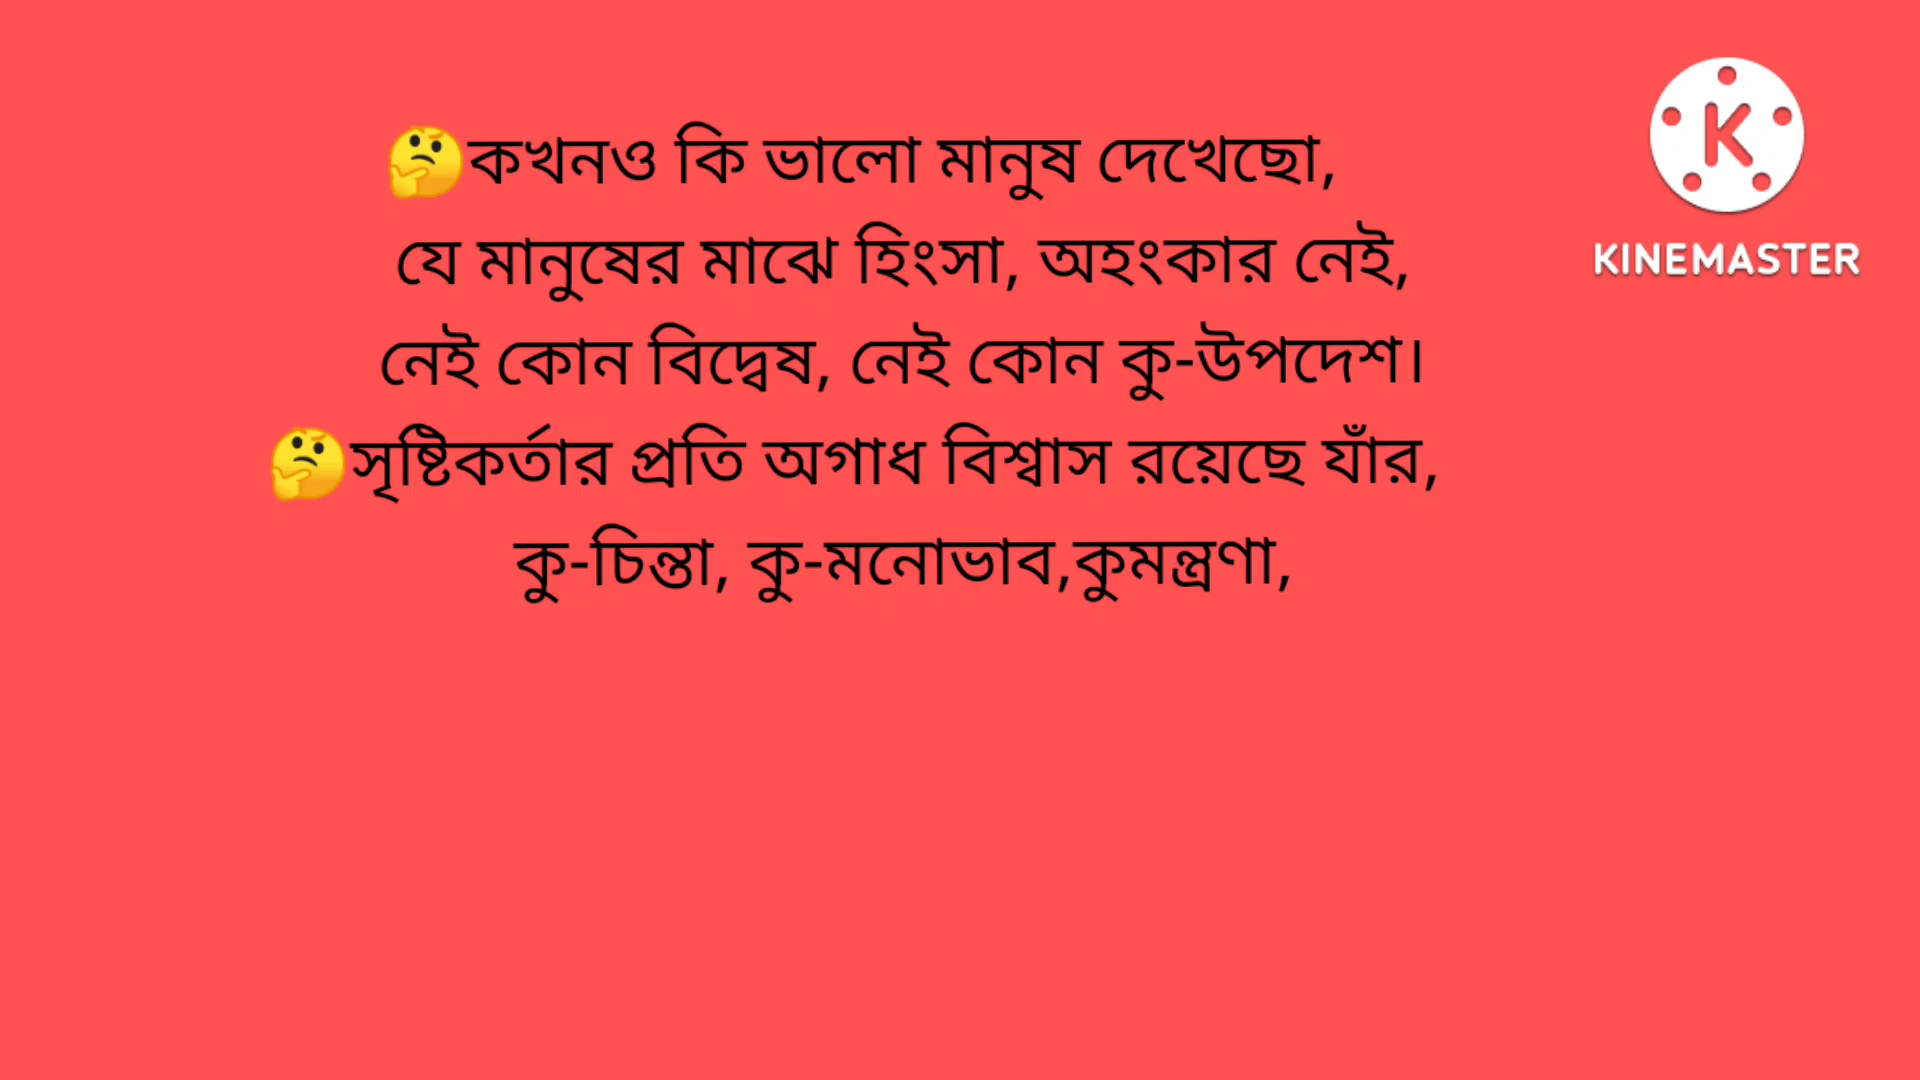 🤔কখনও কি ভালো মানুষ দেখেছো,
যে মানুষের মাঝে হিংসা, অহংকার নেই,
নেই কোন বিদ্বেষ, নেই কোন কু-উপদেশ।
🤔সৃষ্টিকর্তার প্রতি অগাধ বিশ্বাস রয়েছে যাঁর,
কু-চিন্তা, কু-মনোভাব,কুমন্ত্রণা,
K
KINEMASTER